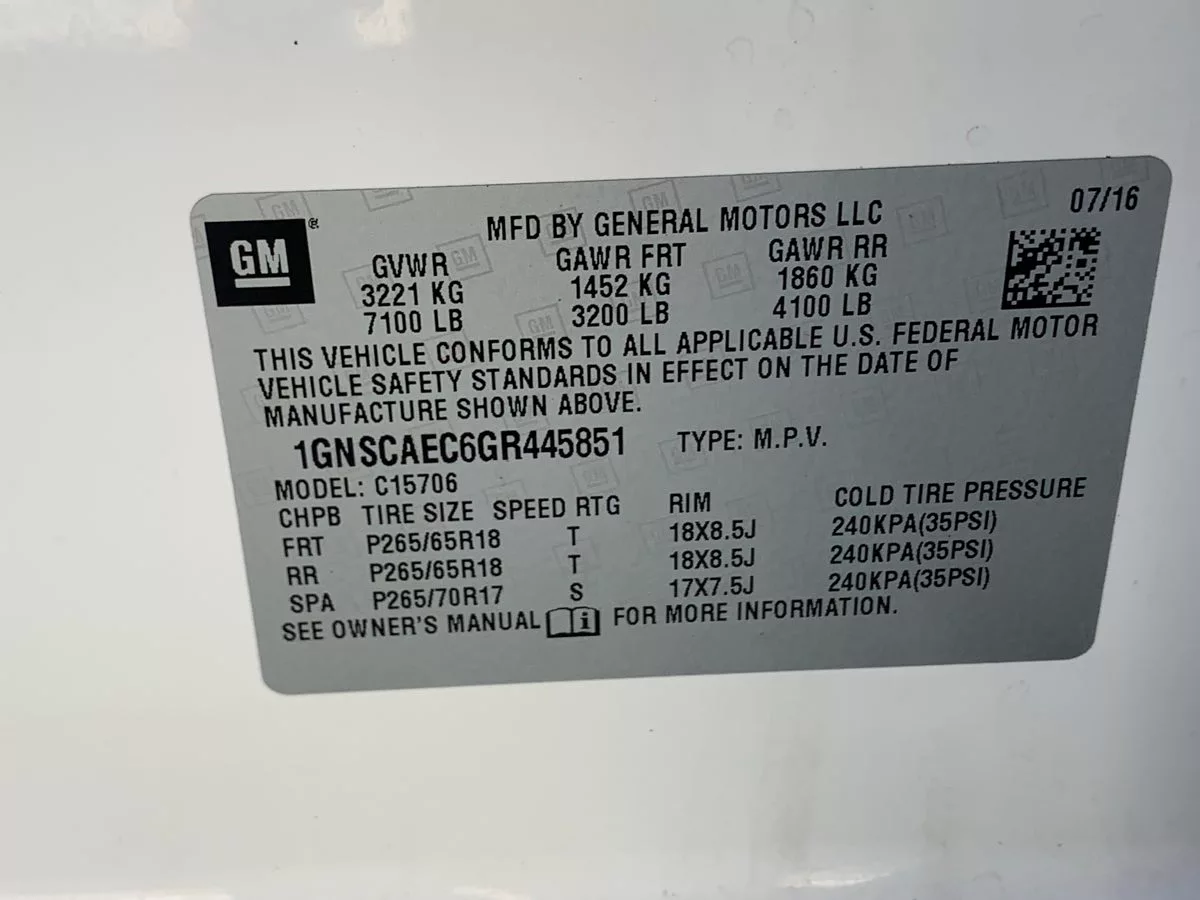 07/16
GM ®
MFD BY GENERAL MOTORS LLC
GVWR GAWR FRT GAWR RR
3221 KG 1452 KG 1860 KG
7100 LB 3200 LB 4100 LB
THIS VEHICLE CONFORMS TO ALL APPLICABLE U.S. FEDERAL MOTOR
VEHICLE SAFETY STANDARDS IN EFFECT ON THE DATE OF
MANUFACTURE SHOWN ABOVE.
1GNSCAEC6GR445851 TYPE: M.P.V.
MODEL: C15706
CHPB TIRE SIZE SPEED RTG RIM COLD TIRE PRESSURE
FRT P265/65R18 T 18X8.5J 240KPA(35PSI)
RR P265/65R18 T 18X8.5J 240KPA(35PSI)
SPA P265/70R17 S 17X7.5J 240KPA(35PSI)
SEE OWNER'S MANUAL i FOR MORE INFORMATION.